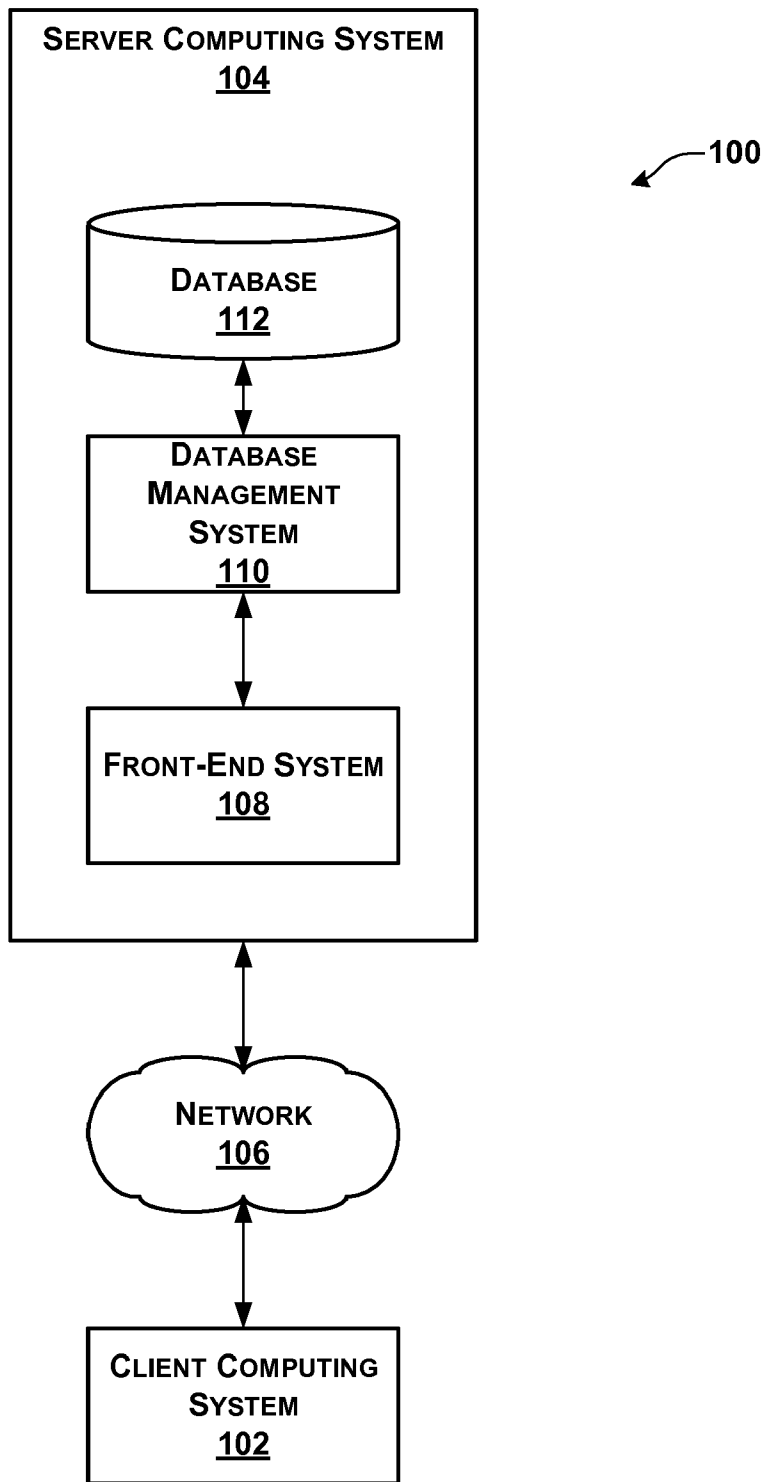 SERVER COMPUTING SYSTEM
104
100
DATABASE
112
DATABASE
MANAGEMENT
SYSTEM
110
FRONT-END SYSTEM
108
NETWORK
106
CLIENT COMPUTING
SYSTEM
102